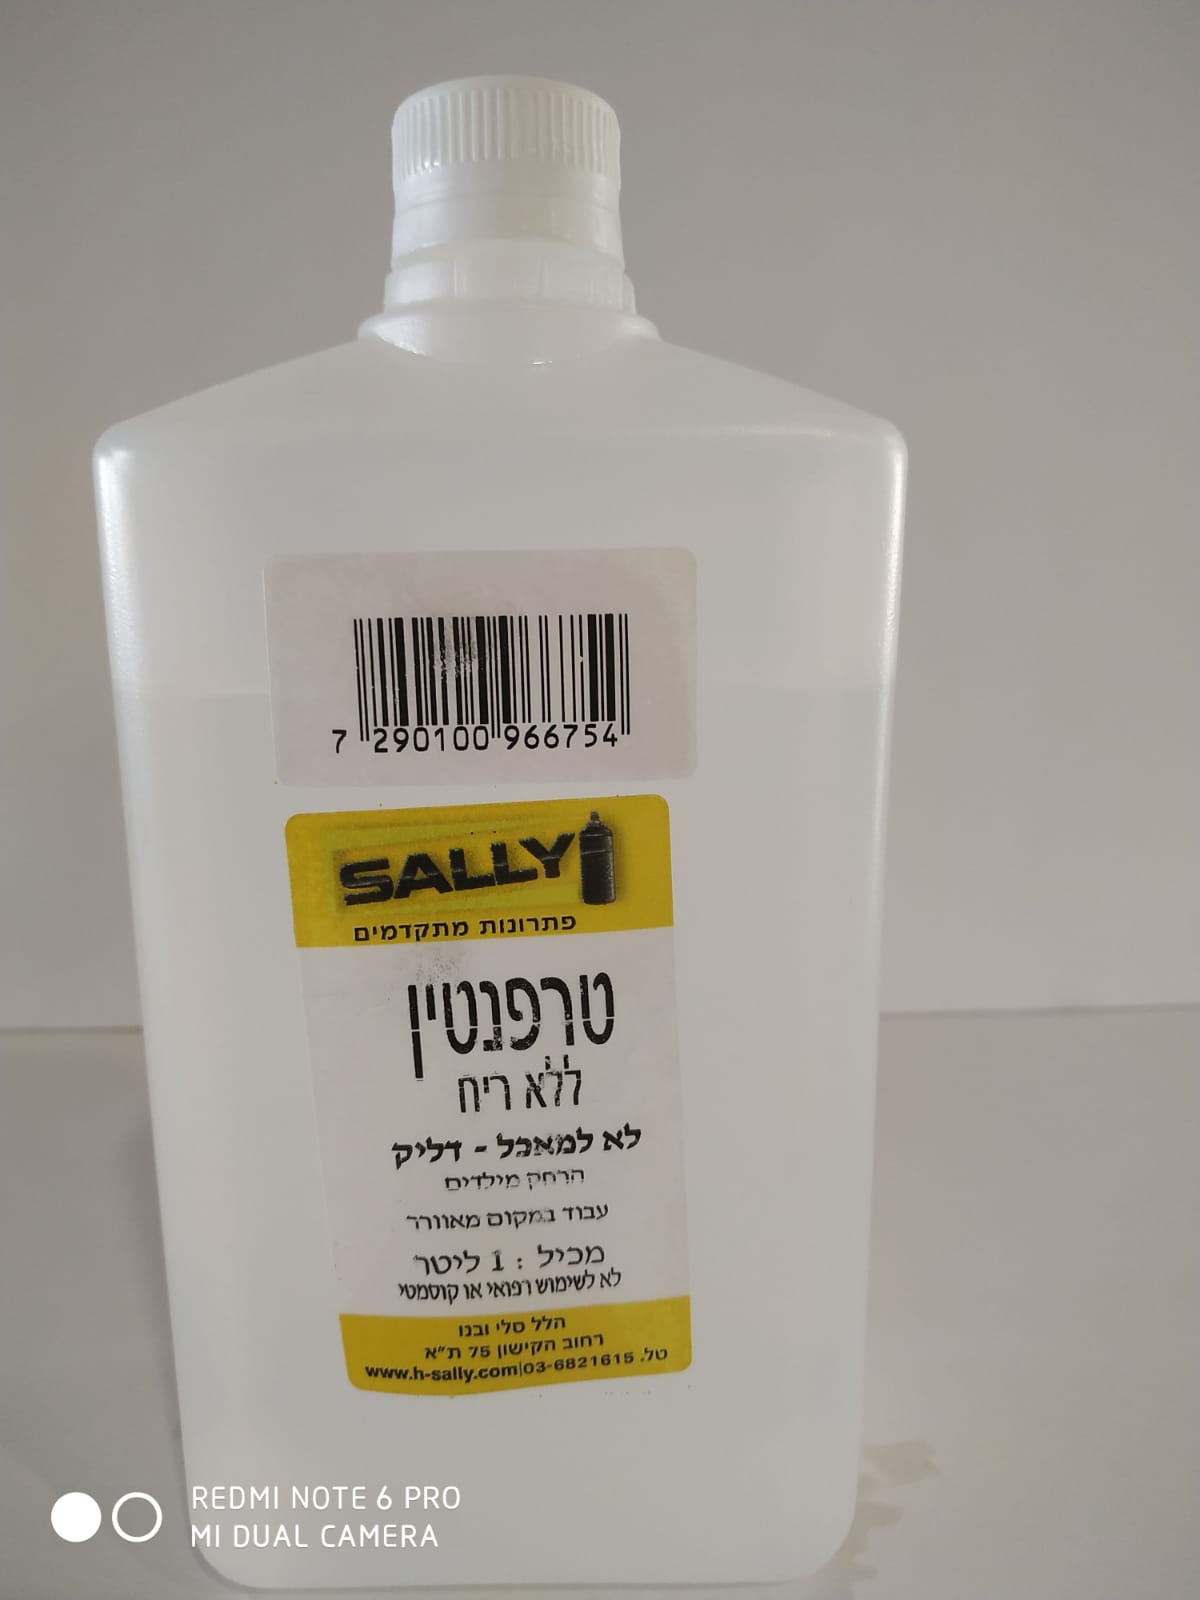 7 290100 966754
SALLY
פתרונות מתקדמים
טרפנטין
ללא ריח
לא למאכל - דליק
הרחק מילדים
עבוד במקום מאוורר
מכיל : 1 ליטר
לא לשימוש רפואי או קוסמטי
הלל סלי ובנו
רחוב הקישון 75 ת"א
טל. 03-6821615|www.h-sally.com
REDMI NOTE 6 PRO
MI DUAL CAMERA